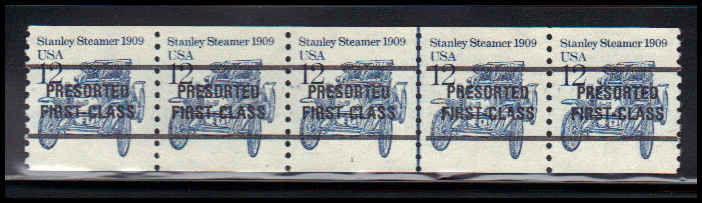 Stanley Steamer 1909 Stanley Steamer 1909 Stanley Steamer 1909 Stanley Steamer 1909 Stanley Steamer 1909
USA USA USA USA USA
12 12 12 12 12
PRESORTED PRESORTED PRESORTED PRESORTED PRESORTED
FIRST-CLASS FIRST-CLASS FIRST-CLASS FIRST-CLASS FIRST-CLASS
1